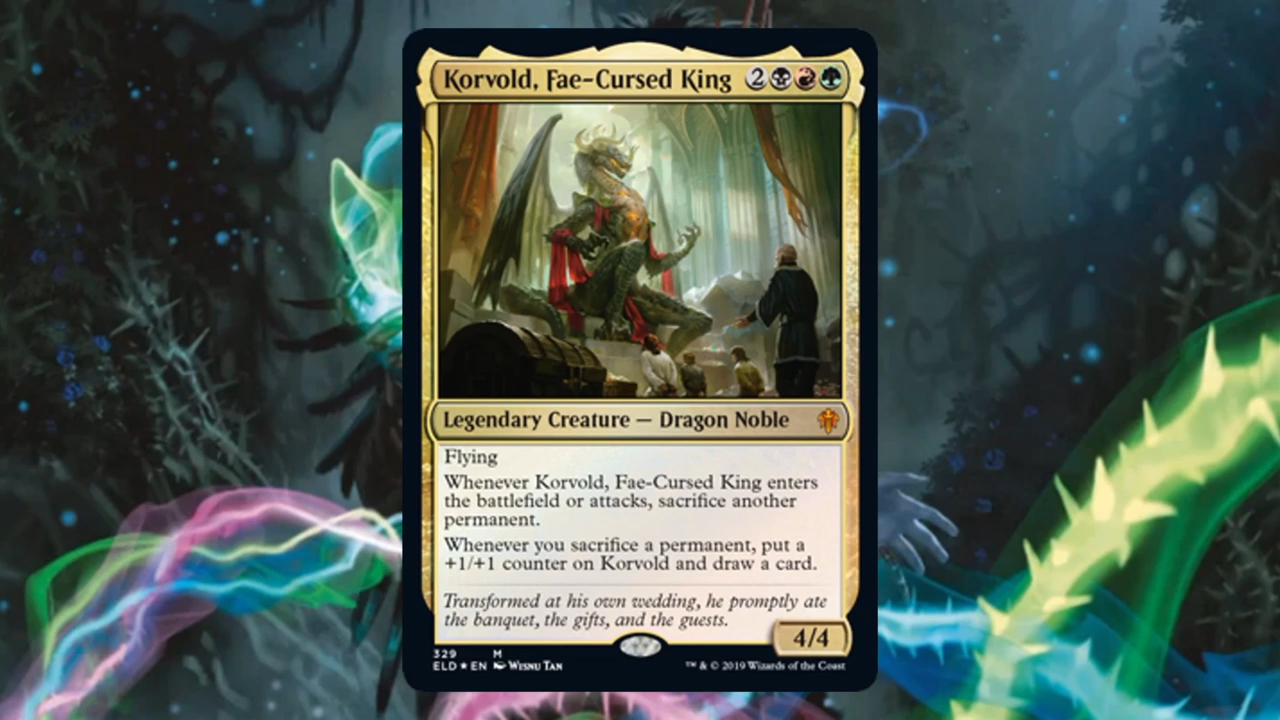 Korvold, Fae-Cursed King 2
Legendary Creature — Dragon Noble
Flying
Whenever Korvold, Fae-Cursed King enters
the battlefield or attacks, sacrifice another
permanent.
Whenever you sacrifice a permanent, put a
+1/+1 counter on Korvold and draw a card.
Transformed at his own wedding, he promptly ate
the banquet, the gifts, and the guests.
4/4
329 M
ELD ★ EN Wisnu Tan
™ & © 2019 Wizards of the Coast